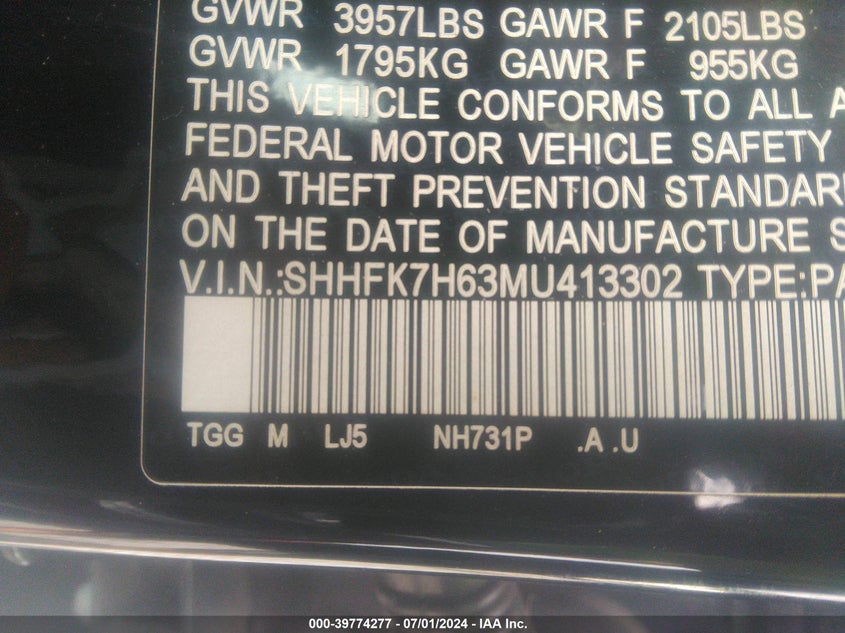 GVWR 3957LBS GAWR F 2105LBS
GVWR 1795KG GAWR F 955KG
THIS VEHICLE CONFORMS TO ALL A
FEDERAL MOTOR VEHICLE SAFETY
AND THEFT PREVENTION STANDAR
ON THE DATE OF MANUFACTURE S
V.I.N.:SHHFK7H63MU413302 TYPE:PA
TGG M LJ5 NH731P .A .U
000-39774277 - 07/01/2024 - IAA Inc.